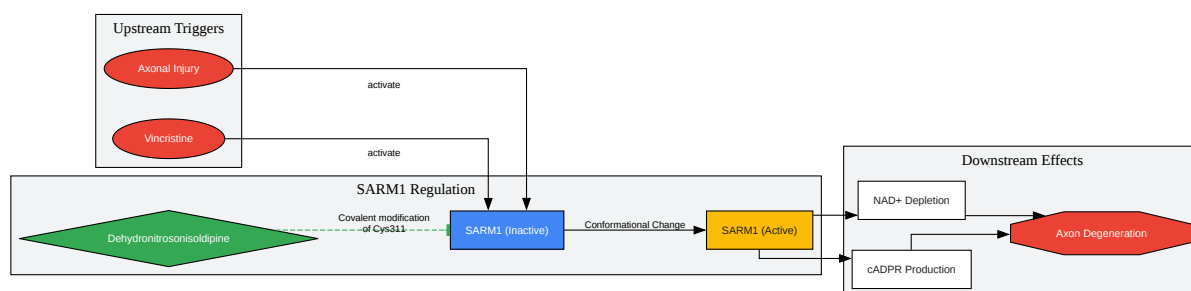 Upstream Triggers
Axonal Injury
activate
Vincristine
activate
SARM1 Regulation
Dehydronitrosonisoldipine
Covalent modification
of Cys311
SARM1 (Inactive)
Conformational Change
SARM1 (Active)
Downstream Effects
NAD+ Depletion
cADPR Production
Axon Degeneration